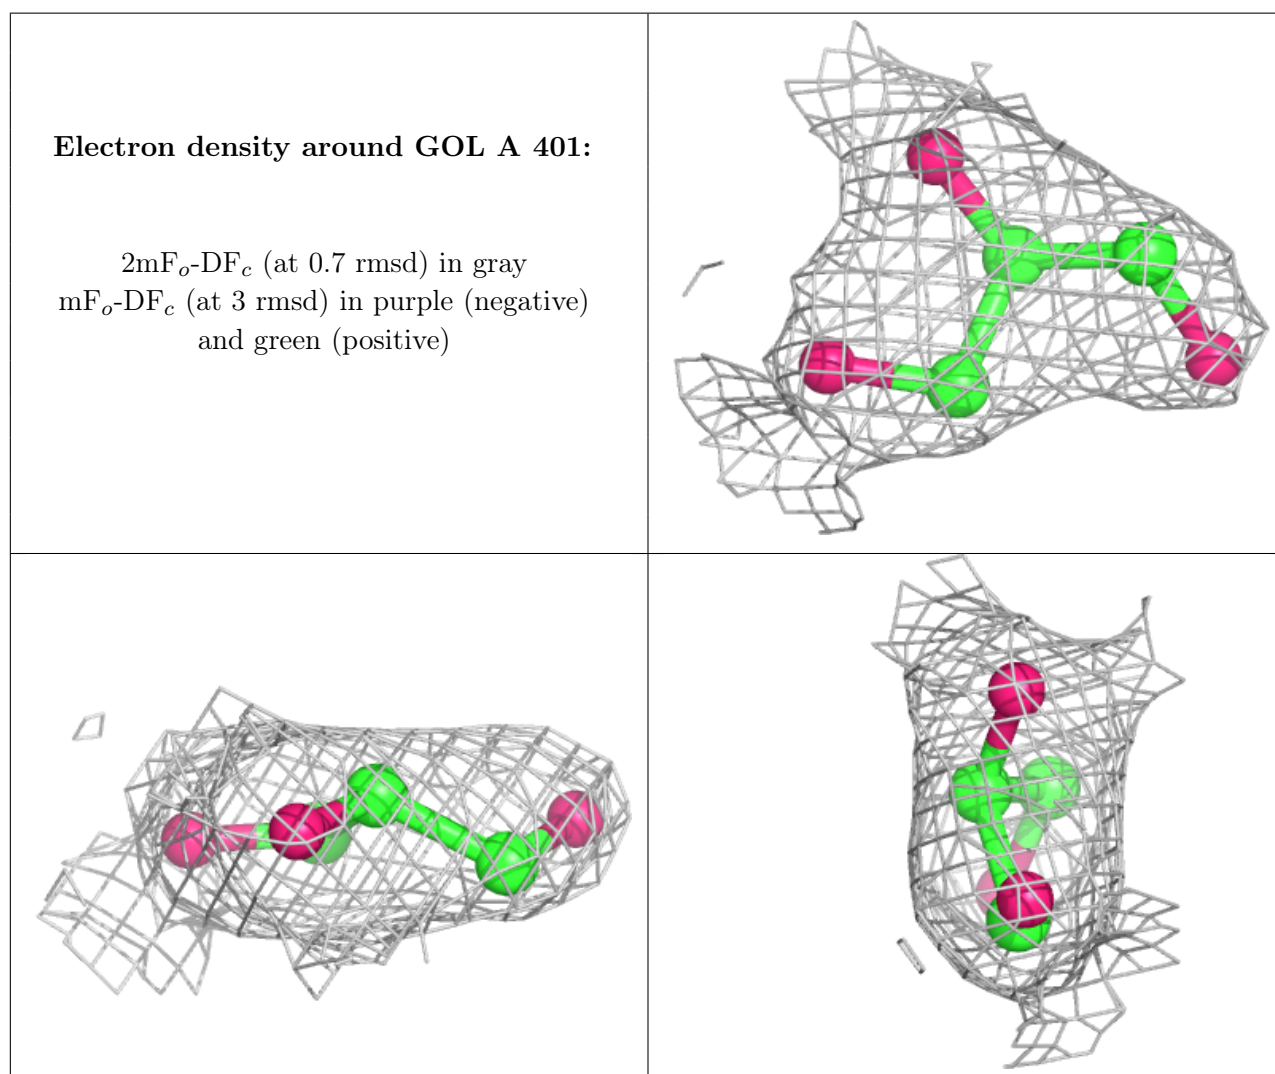 Electron density around GOL A 401:
2mFo-DFc (at 0.7 rmsd) in gray
mFo-DFc (at 3 rmsd) in purple (negative)
and green (positive)